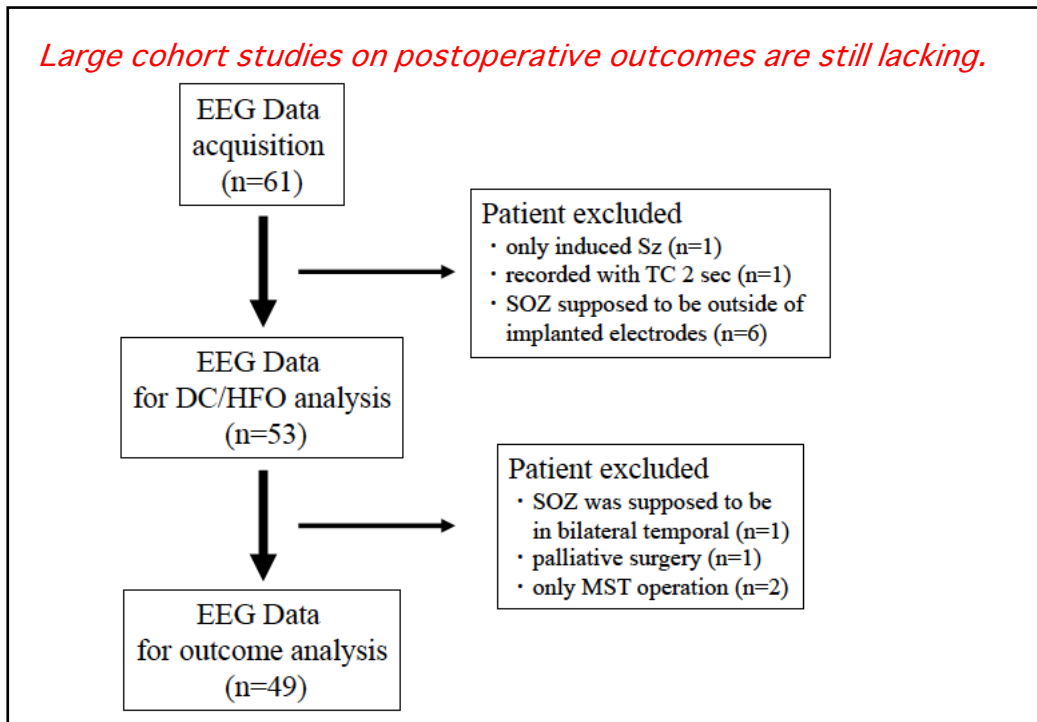 Large cohort studies on postoperative outcomes are still lacking.
EEG Data
acquisition
(n=61)
Patient excluded
・only induced Sz (n=1)
・recorded with TC 2 sec (n=1)
・SOZ supposed to be outside of
implanted electrodes (n=6)
EEG Data
for DC/HFO analysis
(n=53)
Patient excluded
・SOZ was supposed to be
in bilateral temporal (n=1)
・palliative surgery (n=1)
・only MST operation (n=2)
EEG Data
for outcome analysis
(n=49)